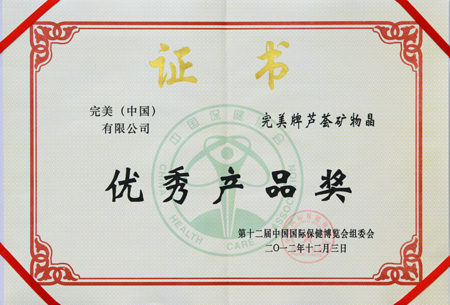 证书
完美（中国）
有限公司
完美牌芦荟矿物晶
中国保健协会
CHINA HEALTH CARE ASSOCIATION
优秀产品奖
第十二届中国国际保健博览会组委会
二〇一二年十二月三日